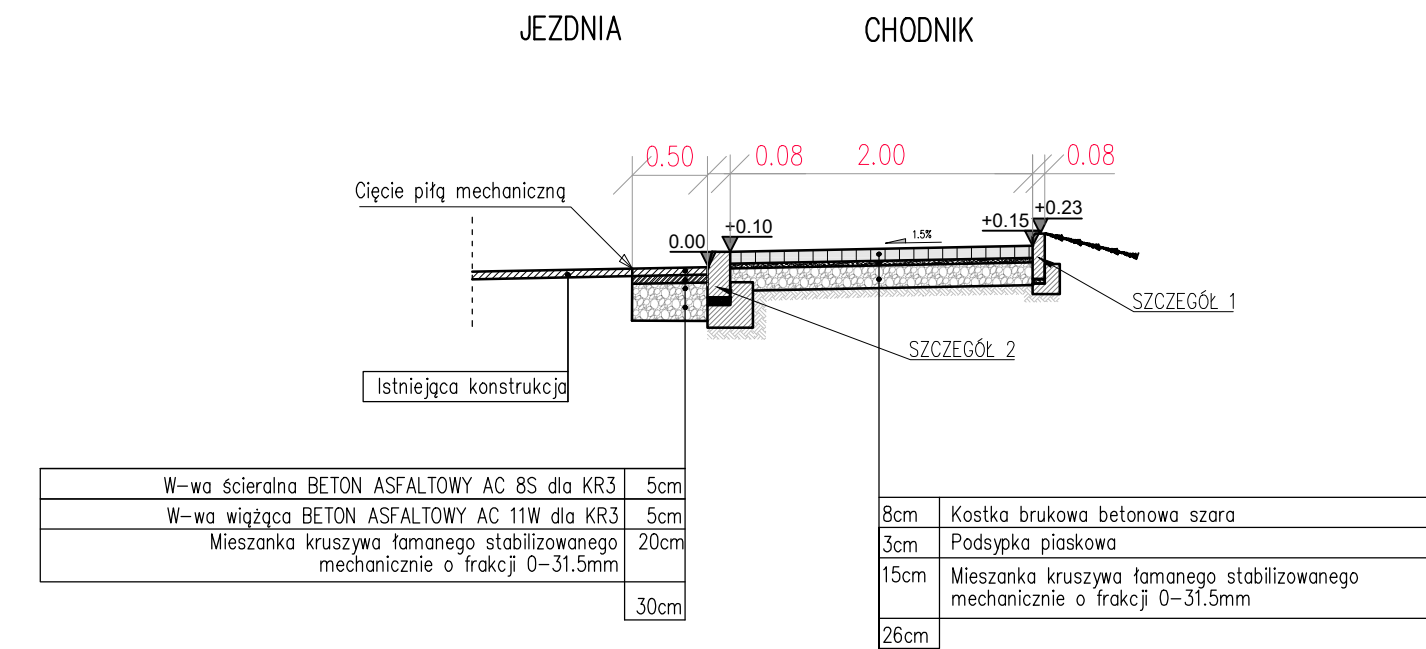 JEZDNIA
CHODNIK
0.50
0.08
2.00
0.08
Cięcie piłą mechaniczną
0.00
+0.10
1.5%
+0.15
+0.23
SZCZEGÓŁ 1
SZCZEGÓŁ 2
Istniejąca konstrukcja
W-wa ścieralna BETON ASFALTOWY AC 8S dla KR3 5cm
W-wa wiążąca BETON ASFALTOWY AC 11W dla KR3 5cm
Mieszanka kruszywa łamanego stabilizowanego 20cm
mechanicznie o frakcji 0-31.5mm
30cm
8cm Kostka brukowa betonowa szara
3cm Podsypka piaskowa
15cm Mieszanka kruszywa łamanego stabilizowanego
mechanicznie o frakcji 0-31.5mm
26cm